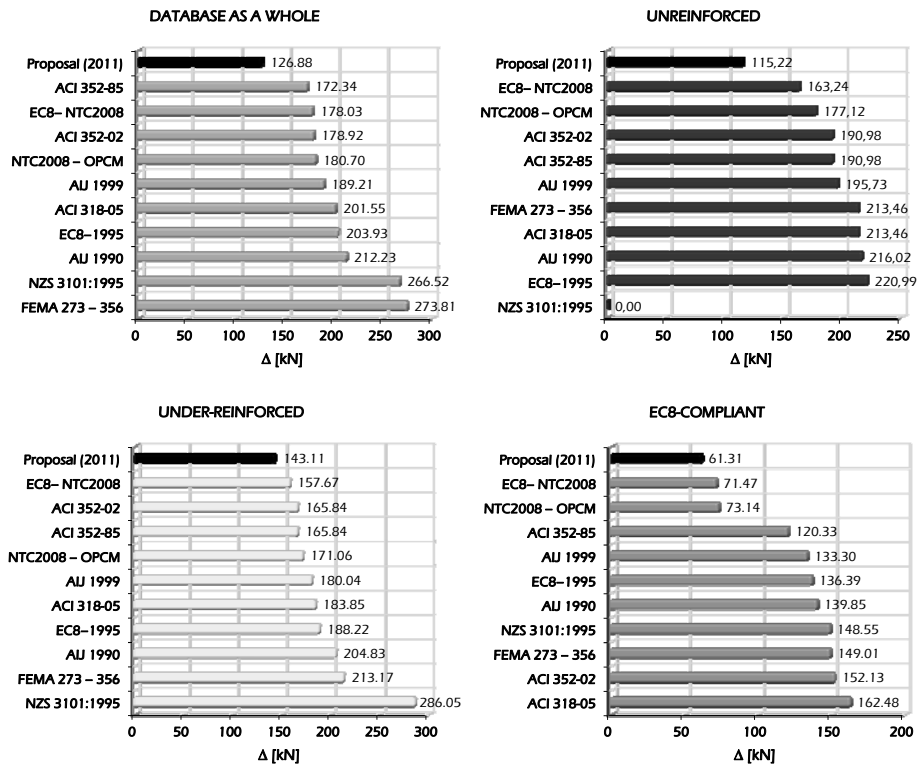 DATABASE AS A WHOLE
Proposal (2011) 126.88
ACI 352-85 172.34
EC8– NTC2008 178.03
ACI 352-02 178.92
NTC2008 – OPCM 180.70
AIJ 1999 189.21
ACI 318-05 201.55
EC8–1995 203.93
AIJ 1990 212.23
NZS 3101:1995 266.52
FEMA 273 – 356 273.81
0 50 100 150 200 250 300
Δ [kN]
UNREINFORCED
Proposal (2011) 115,22
EC8– NTC2008 163,24
NTC2008 – OPCM 177,12
ACI 352-02 190,98
ACI 352-85 190,98
AIJ 1999 195,73
FEMA 273 – 356 213,46
ACI 318-05 213,46
AIJ 1990 216,02
EC8–1995 220,99
NZS 3101:1995 0,00
0 50 100 150 200 250
Δ [kN]
UNDER-REINFORCED
Proposal (2011) 143.11
EC8– NTC2008 157.67
ACI 352-02 165.84
ACI 352-85 165.84
NTC2008 – OPCM 171.06
AIJ 1999 180.04
ACI 318-05 183.85
EC8–1995 188.22
AIJ 1990 204.83
FEMA 273 – 356 213.17
NZS 3101:1995 286.05
0 50 100 150 200 250 300
Δ [kN]
EC8-COMPLIANT
Proposal (2011) 61.31
EC8– NTC2008 71.47
NTC2008 – OPCM 73.14
ACI 352-85 120.33
AIJ 1999 133.30
EC8–1995 136.39
AIJ 1990 139.85
NZS 3101:1995 148.55
FEMA 273 – 356 149.01
ACI 352-02 152.13
ACI 318-05 162.48
0 50 100 150 200
Δ [kN]